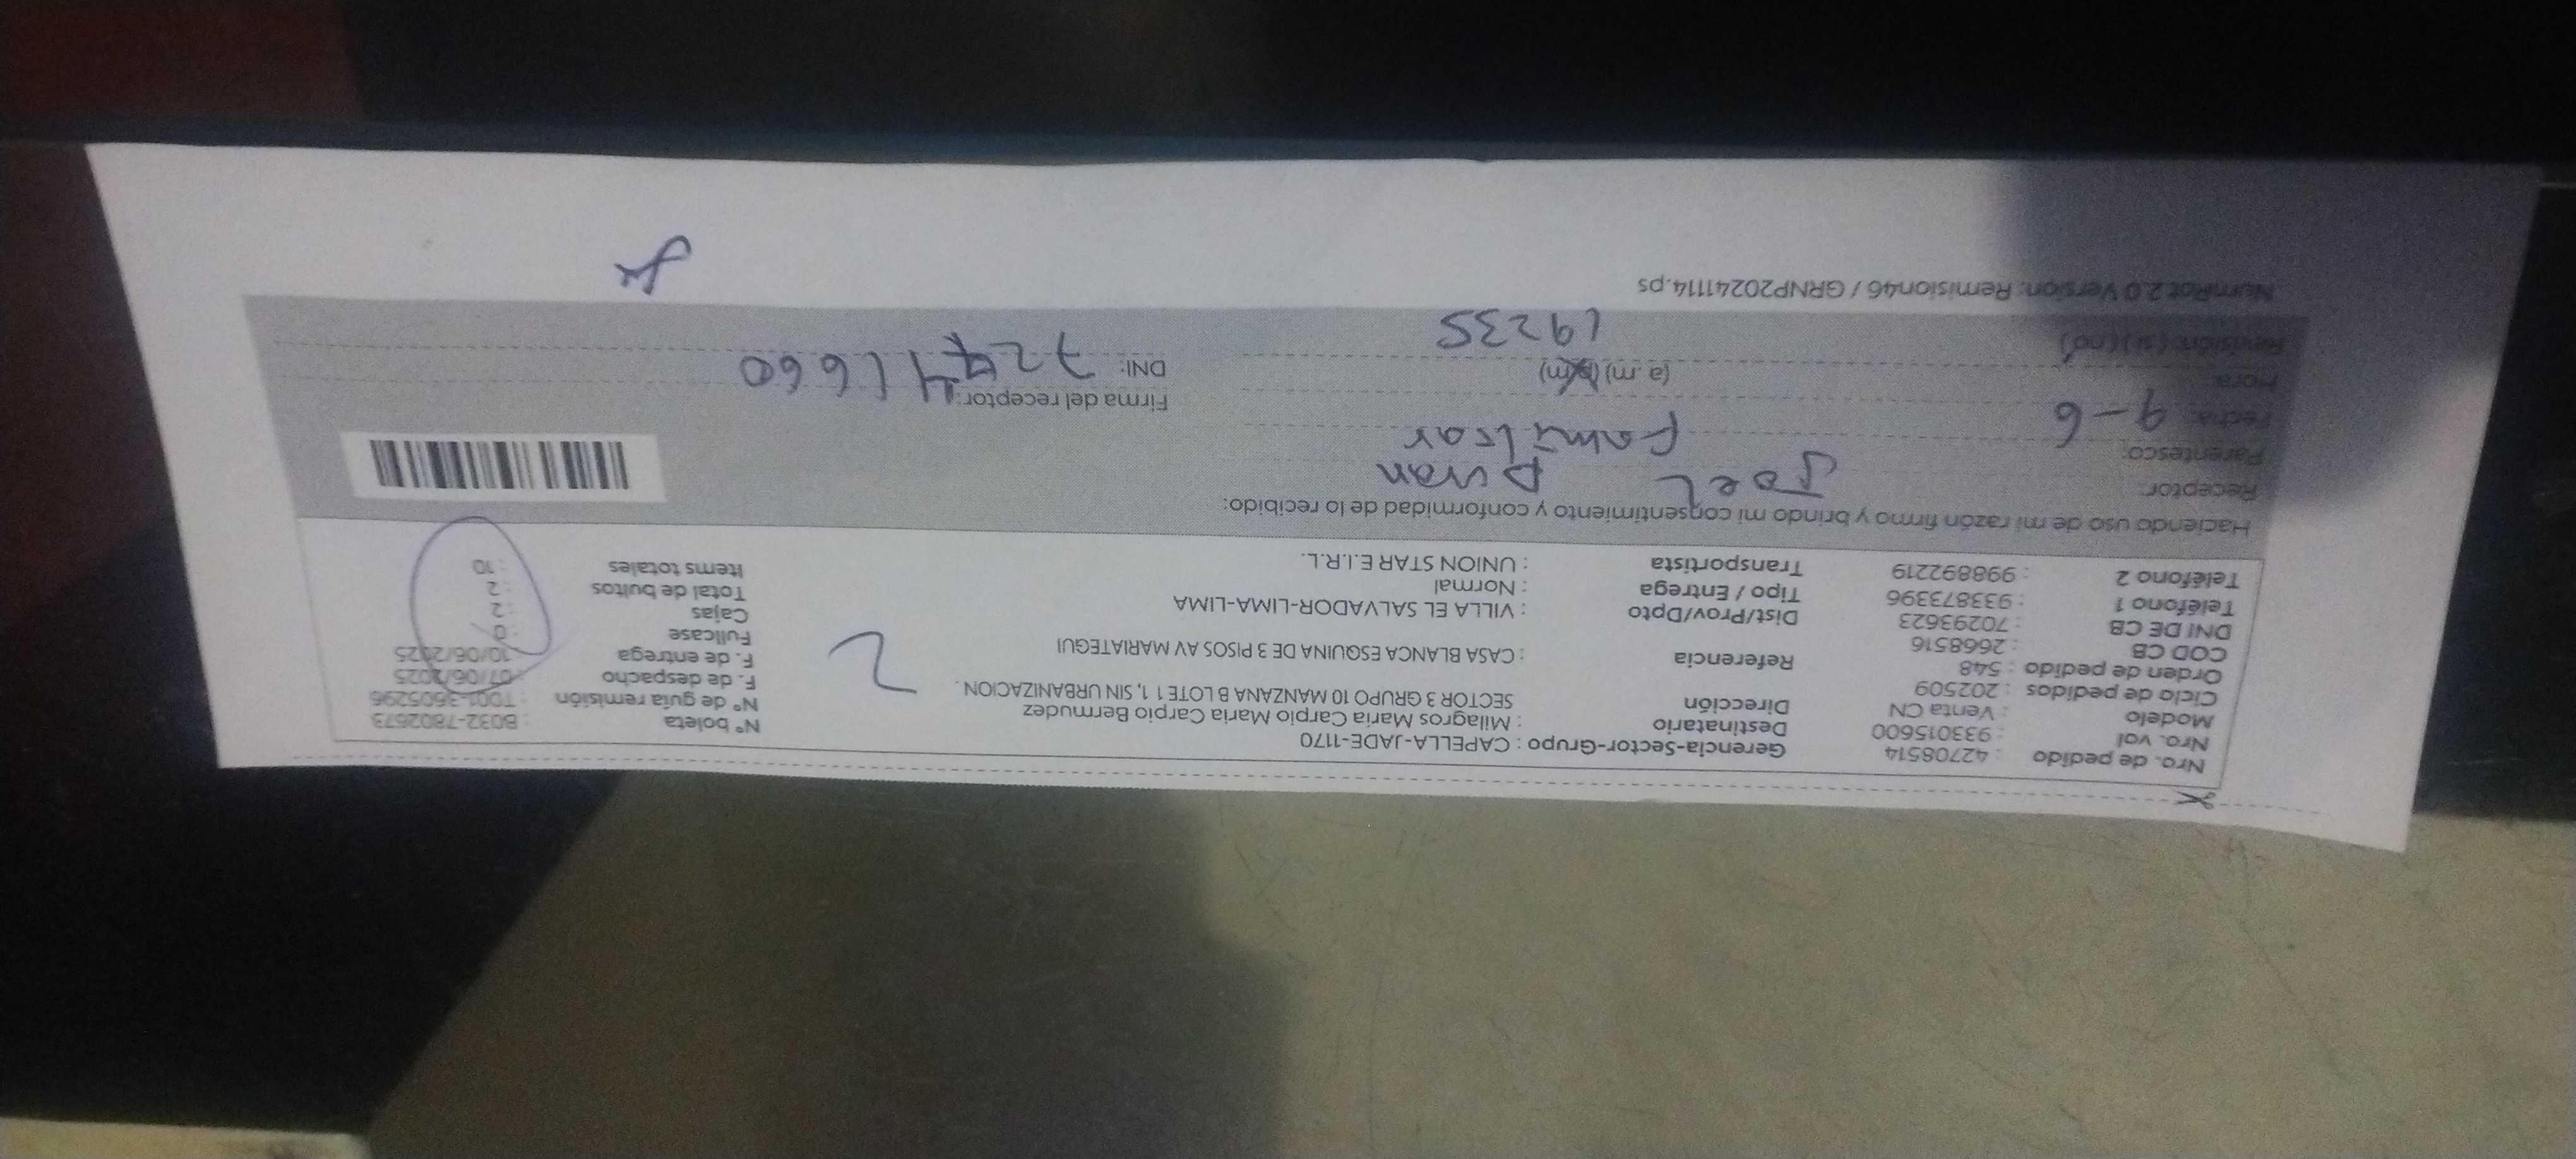 Nro. de pedido : 42708514 Gerencia-Sector-Grupo : CAPELLA-JADE-1170 N° boleta : B032-7802673
Nro. val : 933015600 Destinatario : Milagros Maria Carpio Maria Carpio Bermudez N° de guía remisión : T001-3605296
Modelo : Venta CN Dirección SECTOR 3 GRUPO 10 MANZANA B LOTE 1 1, SIN URBANIZACION. F. de despacho : 07/06/2025
Ciclo de pedidos : 202509 F. de entrega : 10/06/2025
Orden de pedido : 548 Referencia : CASA BLANCA ESQUINA DE 3 PISOS AV MARIATEGUI Fullcase : 0
COD CB : 2668516 Cajas : 2
DNI DE CB : 70293623 Dist/Prov/Dpto : VILLA EL SALVADOR-LIMA-LIMA Total de bultos : 2
Teléfono 1 : 933873396 Tipo / Entrega : Normal Items totales : 10
Teléfono 2 : 998892219 Transportista : UNION STAR E.I.R.L.
2
Haciendo uso de mi razón firmo y brindo mi consentimiento y conformidad de lo recibido:
Receptor: Joel Duran
Parentesco: familiar
Fecha: 9-6 Firma del receptor:
Hora: (a.m) (p.m) DNI: 72741660
Revisión: (si) (no) L9235
NumRot 2.0 Version: Remision46 / GRNP20241114.ps